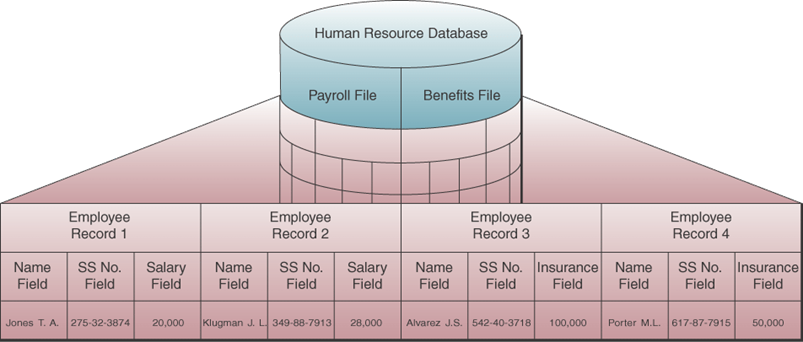 Human Resource Database
Payroll File Benefits File
Employee Employee Employee Employee
Record 1 Record 2 Record 3 Record 4
Name SS No. Salary Name SS No. Salary Name SS No. Insurance Name SS No. Insurance
Field Field Field Field Field Field Field Field Field Field Field Field
Jones T. A. 275-32-3874 20,000 Klugman J. L. 349-88-7913 28,000 Alvarez J.S. 542-40-3718 100,000 Porter M.L. 617-87-7915 50,000